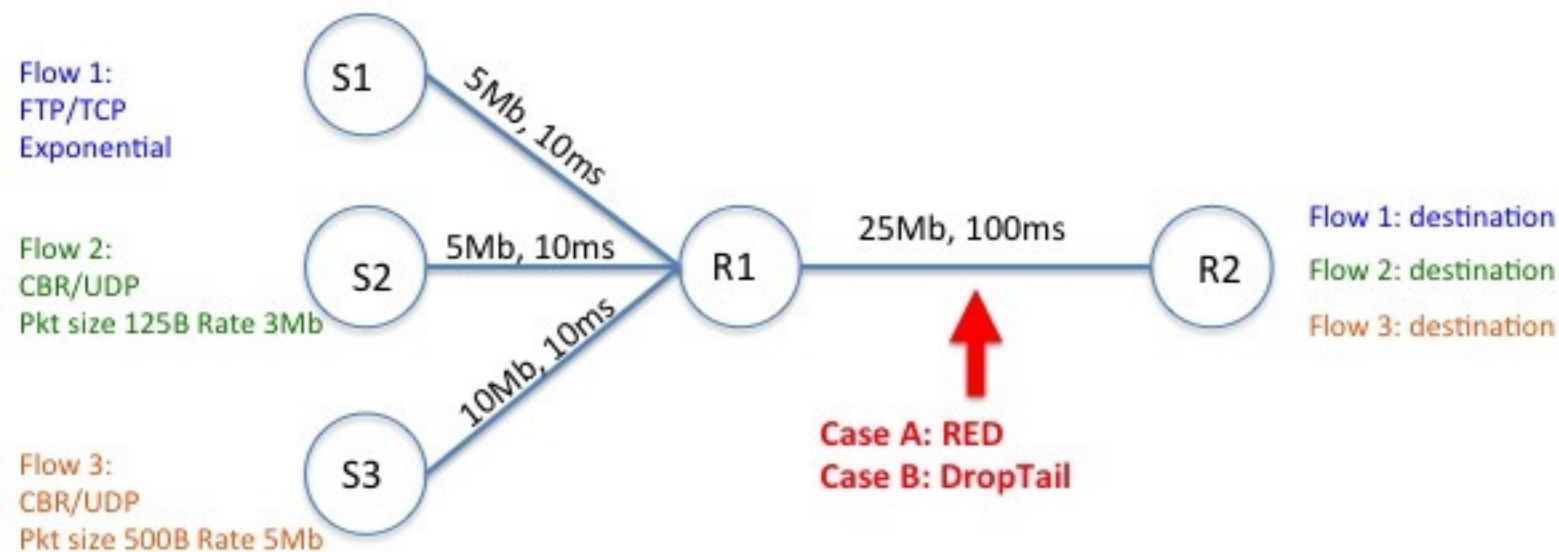 Flow 1:
FTP/TCP
Exponential
S1
5Mb, 10ms
Flow 2:
CBR/UDP
Pkt size 125B Rate 3Mb
S2
5Mb, 10ms
Flow 3:
CBR/UDP
Pkt size 500B Rate 5Mb
S3
10Mb, 10ms
R1
25Mb, 100ms
R2
Case A: RED
Case B: DropTail
Flow 1: destination
Flow 2: destination
Flow 3: destination